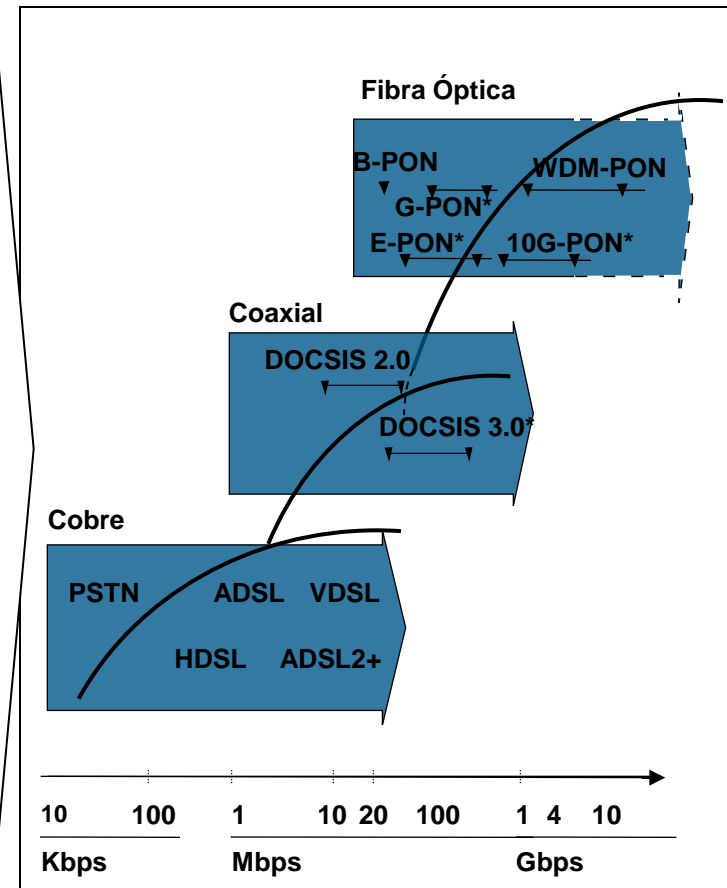 Fibra Óptica
B-PON WDM-PON
G-PON*
E-PON* 10G-PON*
Coaxial
DOCSIS 2.0
DOCSIS 3.0*
Cobre
PSTN ADSL VDSL
HDSL ADSL2+
10 100 1 10 20 100 1 4 10
Kbps Mbps Gbps